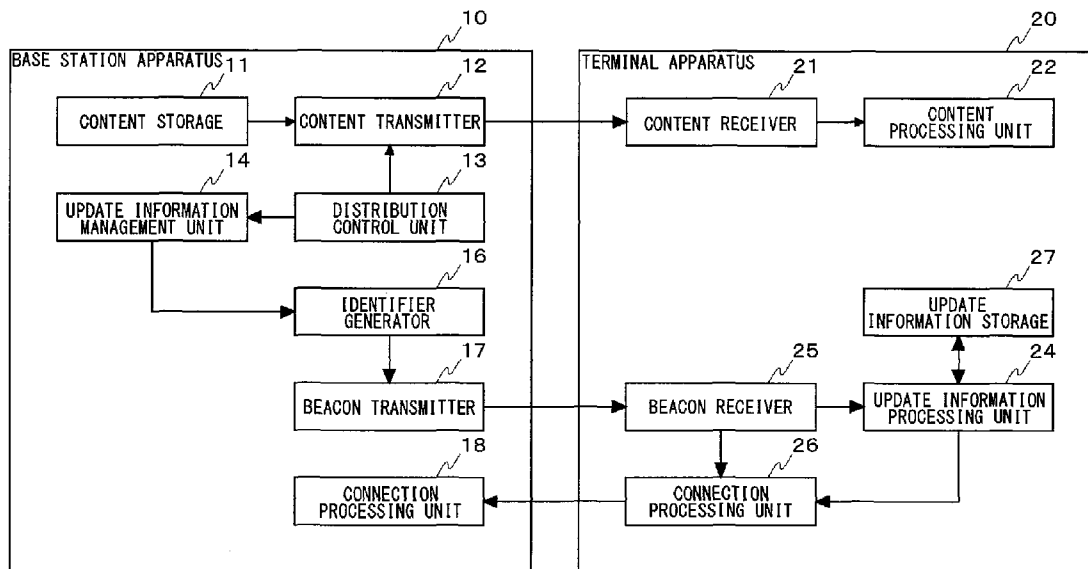 10
20
BASE STATION APPARATUS
TERMINAL APPARATUS
11
12
21
22
CONTENT STORAGE
CONTENT TRANSMITTER
CONTENT RECEIVER
CONTENT
PROCESSING UNIT
14
13
UPDATE INFORMATION
MANAGEMENT UNIT
DISTRIBUTION
CONTROL UNIT
16
27
IDENTIFIER
GENERATOR
UPDATE
INFORMATION STORAGE
17
25
24
BEACON TRANSMITTER
BEACON RECEIVER
UPDATE INFORMATION
PROCESSING UNIT
18
26
CONNECTION
PROCESSING UNIT
CONNECTION
PROCESSING UNIT